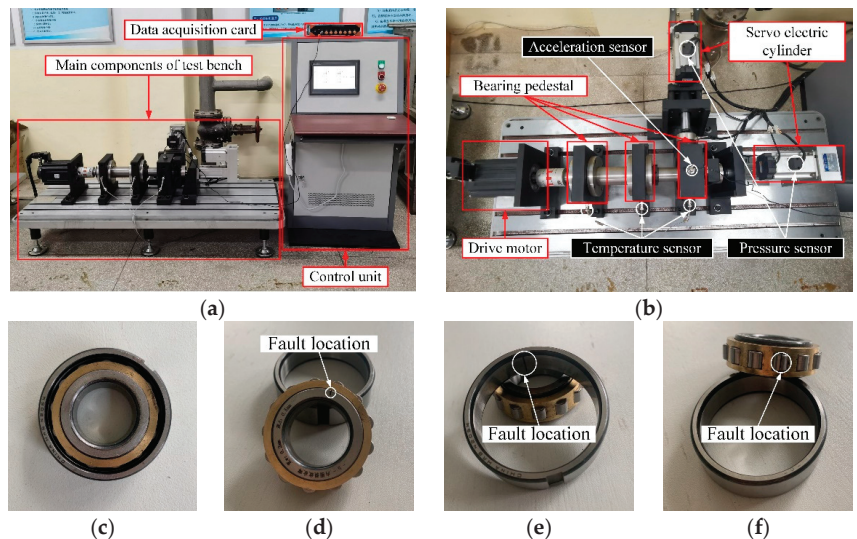 Data acquisition card
Main components of test bench
Control unit
(a)
Acceleration sensor
Servo electric
cylinder
Bearing pedestal
Drive motor
Temperature sensor
Pressure sensor
(b)
(c)
Fault location
(d)
Fault location
(e)
Fault location
(f)